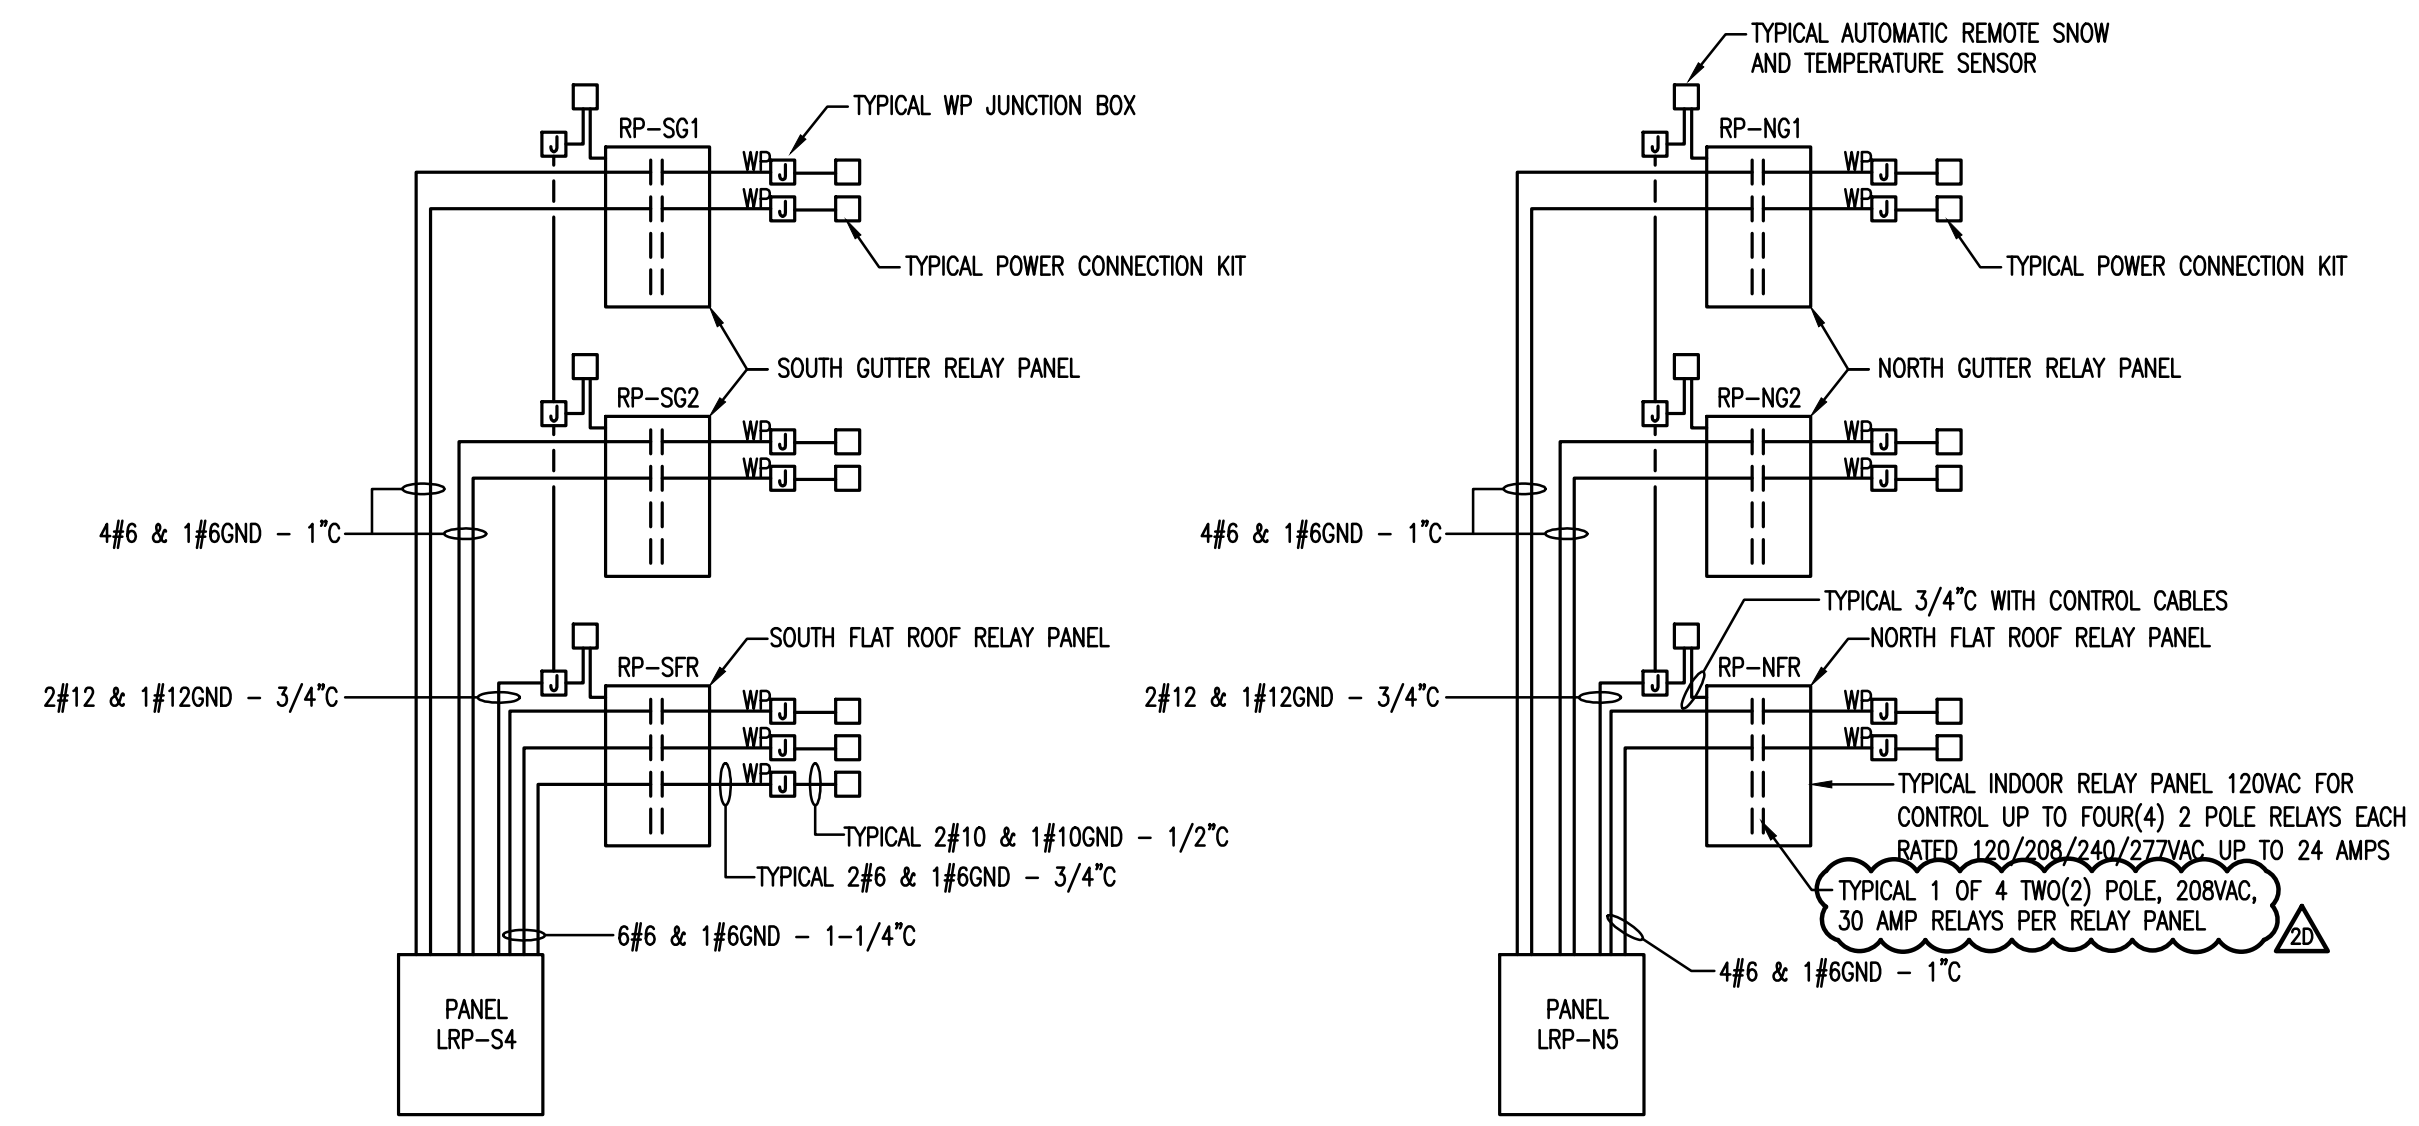 TYPICAL AUTOMATIC REMOTE SNOW
AND TEMPERATURE SENSOR
TYPICAL WP JUNCTION BOX
RP-SG1
J
WP J
WP J
TYPICAL POWER CONNECTION KIT
SOUTH GUTTER RELAY PANEL
RP-SG2
J
WP J
WP J
4#6 & 1#6GND - 1"C
SOUTH FLAT ROOF RELAY PANEL
RP-SFR
2#12 & 1#12GND - 3/4"C
J
WP J
WP J
WP J
TYPICAL 2#10 & 1#10GND - 1/2"C
TYPICAL 2#6 & 1#6GND - 3/4"C
6#6 & 1#6GND - 1-1/4"C
PANEL
LRP-S4
RP-NG1
J
WP J
WP J
TYPICAL POWER CONNECTION KIT
NORTH GUTTER RELAY PANEL
RP-NG2
J
WP J
WP J
4#6 & 1#6GND - 1"C
TYPICAL 3/4"C WITH CONTROL CABLES
NORTH FLAT ROOF RELAY PANEL
RP-NFR
2#12 & 1#12GND - 3/4"C
J
WP J
WP J
TYPICAL INDOOR RELAY PANEL 120VAC FOR
CONTROL UP TO FOUR(4) 2 POLE RELAYS EACH
RATED 120/208/240/277VAC UP TO 24 AMPS
TYPICAL 1 OF 4 TWO(2) POLE, 208VAC,
30 AMP RELAYS PER RELAY PANEL
2D
4#6 & 1#6GND - 1"C
PANEL
LRP-N5